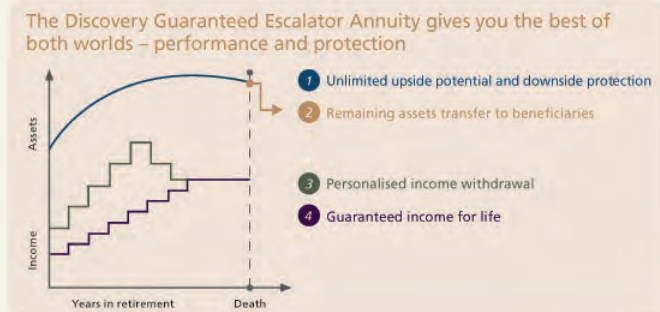 The Discovery Guaranteed Escalator Annuity gives you the best of
both worlds – performance and protection
1 Unlimited upside potential and downside protection
2 Remaining assets transfer to beneficiaries
Assets
3 Personalised income withdrawal
4 Guaranteed income for life
Income
Years in retirement
Death